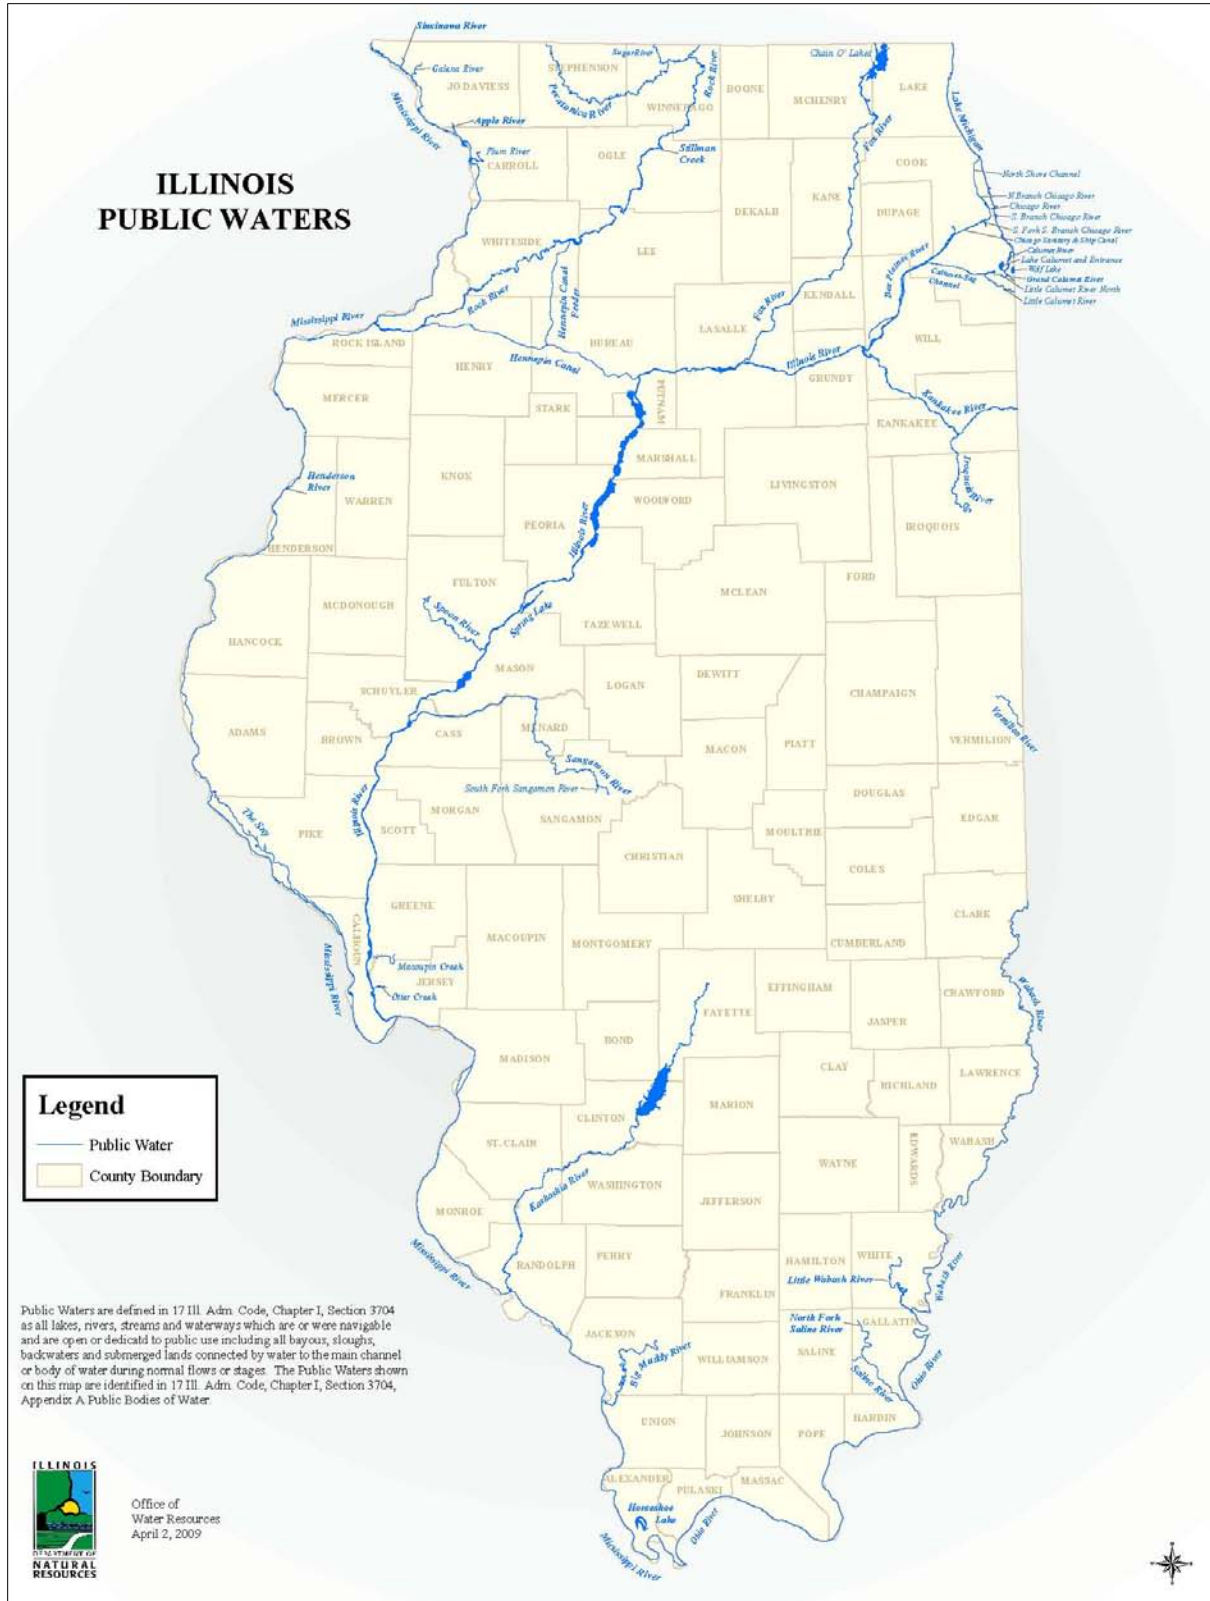 ILLINOIS
PUBLIC WATERS
Sinsinawa River
Galena River
JO DAVIESS
Mississippi River
Apple River
Plum River
CARROLL
STEPHENSON
Sugar River
Pecatonica River
WINNEBAGO
Rock River
BOONE
MCHENRY
Chain O' Lakes
LAKE
Lake Michigan
Fox River
OGLE
Stillman
Creek
DEKALB
KANE
COOK
DUPAGE
North Shore Channel
N Branch Chicago River
Chicago River
S. Branch Chicago River
S. Fork S. Branch Chicago River
Chicago Sanitary & Ship Canal
Calumet River
Lake Calumet and Entrance
Wolf Lake
Grand Calumet River
Little Calumet River North
Little Calumet River
Calumet-Sag
Channel
Des Plaines River
WHITESIDE
LEE
Rock River
Hennepin Canal
Feeder
Mississippi River
ROCK ISLAND
HENRY
Hennepin Canal
BUREAU
LASALLE
Fox River
KENDALL
Illinois River
GRUNDY
WILL
Kankakee River
KANKAKEE
Iroquois River
IROQUOIS
MERCER
STARK
PUTNAM
MARSHALL
KNOX
PEORIA
WOODFORD
LIVINGSTON
Henderson
River
WARREN
HENDERSON
Illinois River
FULTON
MCLEAN
FORD
MCDONOUGH
Spoon River
Spring Lake
TAZEWELL
HANCOCK
MASON
LOGAN
DEWITT
CHAMPAIGN
Vermilion River
VERMILION
SCHUYLER
ADAMS
BROWN
CASS
MENARD
MACON
PIATT
Sangamon River
South Fork Sangamon River
The Sny
Illinois River
PIKE
SCOTT
MORGAN
SANGAMON
CHRISTIAN
MOULTRIE
DOUGLAS
EDGAR
COLES
GREENE
MACOUPIN
MONTGOMERY
SHELBY
CLARK
CUMBERLAND
CALHOUN
Mississippi River
Macoupin Creek
JERSEY
Otter Creek
FAYETTE
EFFINGHAM
JASPER
CRAWFORD
Wabash River
BOND
MADISON
CLAY
RICHLAND
LAWRENCE
CLINTON
MARION
ST. CLAIR
WAYNE
EDWARDS
WABASH
Kaskaskia River
WASHINGTON
JEFFERSON
MONROE
Mississippi River
RANDOLPH
PERRY
HAMILTON
WHITE
Little Wabash River
Wabash River
FRANKLIN
North Fork
Saline River
GALLATIN
JACKSON
Big Muddy River
WILLIAMSON
SALINE
Saline River
Ohio River
UNION
JOHNSON
POPE
HARDIN
ALEXANDER
PULASKI
MASSAC
Horseshoe
Lake
Ohio River
Mississippi River
Legend
Public Water
County Boundary
Public Waters are defined in 17 Ill. Adm. Code, Chapter I, Section 3704
as all lakes, rivers, streams and waterways which are or were navigable
and are open or dedicatd to public use including all bayous, sloughs,
backwaters and submerged lands connected by water to the main channel
or body of water during normal flows or stages. The Public Waters shown
on this map are identified in 17 Ill. Adm. Code, Chapter I, Section 3704,
Appendix A Public Bodies of Water.
ILLINOIS
DEPARTMENT OF
NATURAL
RESOURCES
Office of
Water Resources
April 2, 2009